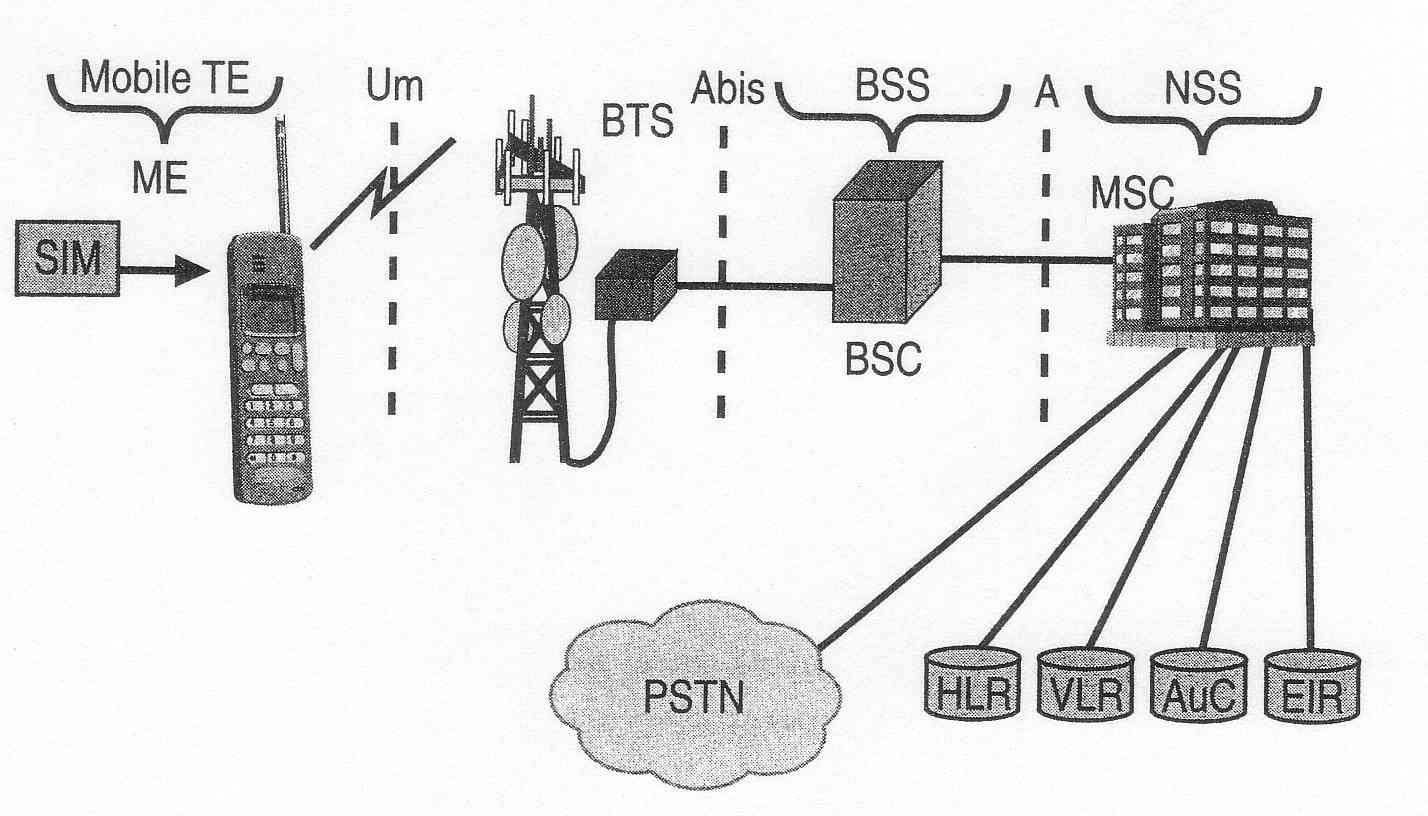 Mobile TE
ME
SIM
Um
BTS
Abis
BSS
BSC
A
NSS
MSC
PSTN
HLR
VLR
AuC
EIR